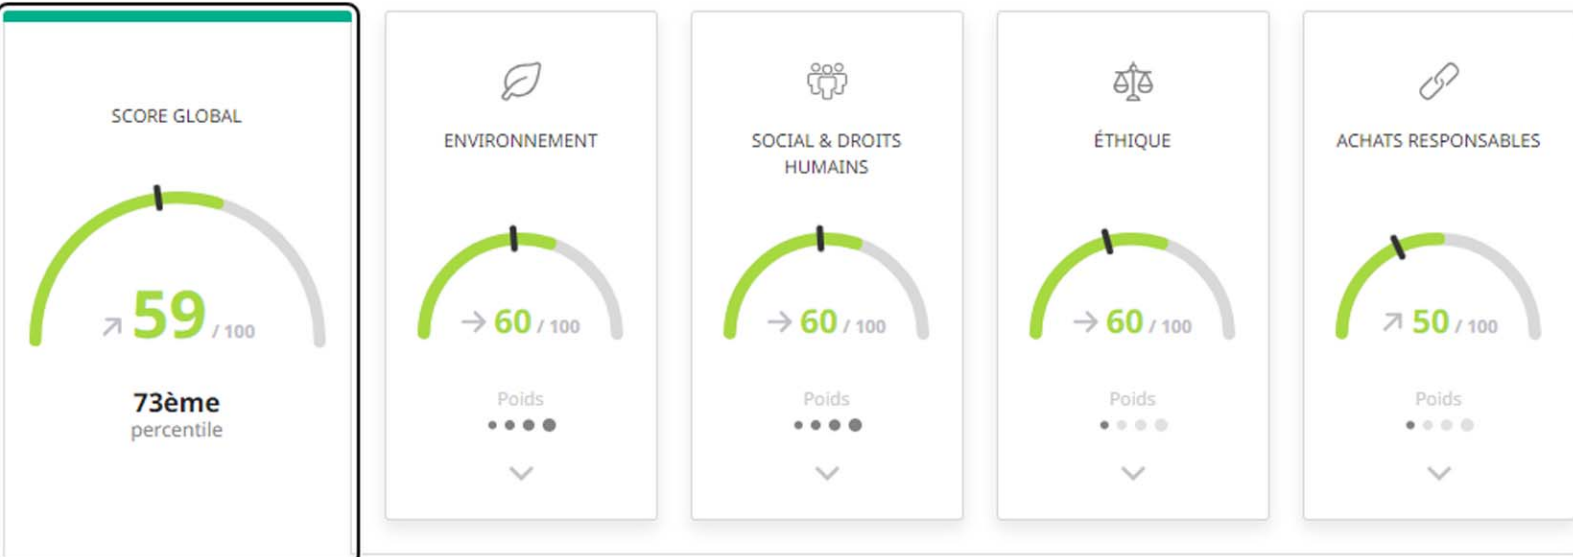 SCORE GLOBAL
59 / 100
73ème
percentile
ENVIRONNEMENT
60 / 100
Poids
SOCIAL & DROITS
HUMAINS
60 / 100
Poids
ÉTHIQUE
60 / 100
Poids
ACHATS RESPONSABLES
50 / 100
Poids